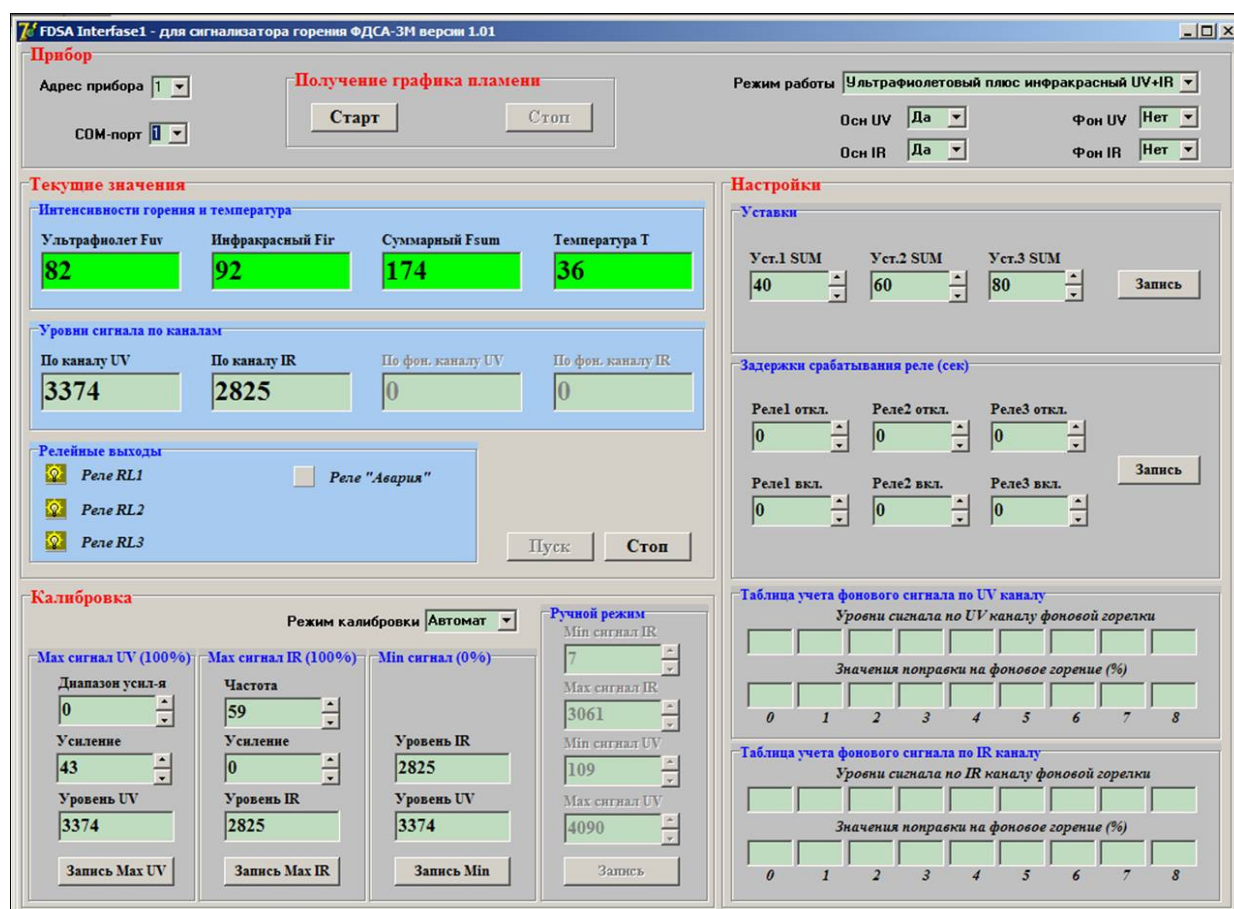 FDSA Interfase1 - для сигнализатора горения ФДСА-3М версии 1.01
Прибор
Адрес прибора 1
COM-порт 1
Получение графика пламени
Старт Стоп
Режим работы Ультрафиолетовый плюс инфракрасный UV+IR
Осн UV Да Фон UV Нет
Осн IR Да Фон IR Нет
Текущие значения
Интенсивности горения и температура
Ультрафиолет Fuv Инфракрасный Fir Суммарный Fsum Температура T
82 92 174 36
Уровни сигнала по каналам
По каналу UV По каналу IR По фон. каналу UV По фон. каналу IR
3374 2825 0 0
Релейные выходы
Реле RL1 Реле "Авария"
Реле RL2
Реле RL3
Пуск Стоп
Калибровка
Режим калибровки Автомат
Max сигнал UV (100%)
Диапазон усил-я
0
Усиление
43
Уровень UV
3374
Запись Max UV
Max сигнал IR (100%)
Частота
59
Усиление
0
Уровень IR
2825
Запись Max IR
Min сигнал (0%)
Уровень IR
2825
Уровень UV
3374
Запись Min
Ручной режим
Min сигнал IR
7
Max сигнал IR
3061
Min сигнал UV
109
Max сигнал UV
4090
Запись
Настройки
Уставки
Уст.1 SUM Уст.2 SUM Уст.3 SUM
40 60 80 Запись
Задержки срабатывания реле (сек)
Реле1 откл. Реле2 откл. Реле3 откл.
0 0 0
Запись
Реле1 вкл. Реле2 вкл. Реле3 вкл.
0 0 0
Таблица учета фонового сигнала по UV каналу
Уровни сигнала по UV каналу фоновой горелки
Значения поправки на фоновое горение (%)
0 1 2 3 4 5 6 7 8
Таблица учета фонового сигнала по IR каналу
Уровни сигнала по IR каналу фоновой горелки
Значения поправки на фоновое горение (%)
0 1 2 3 4 5 6 7 8